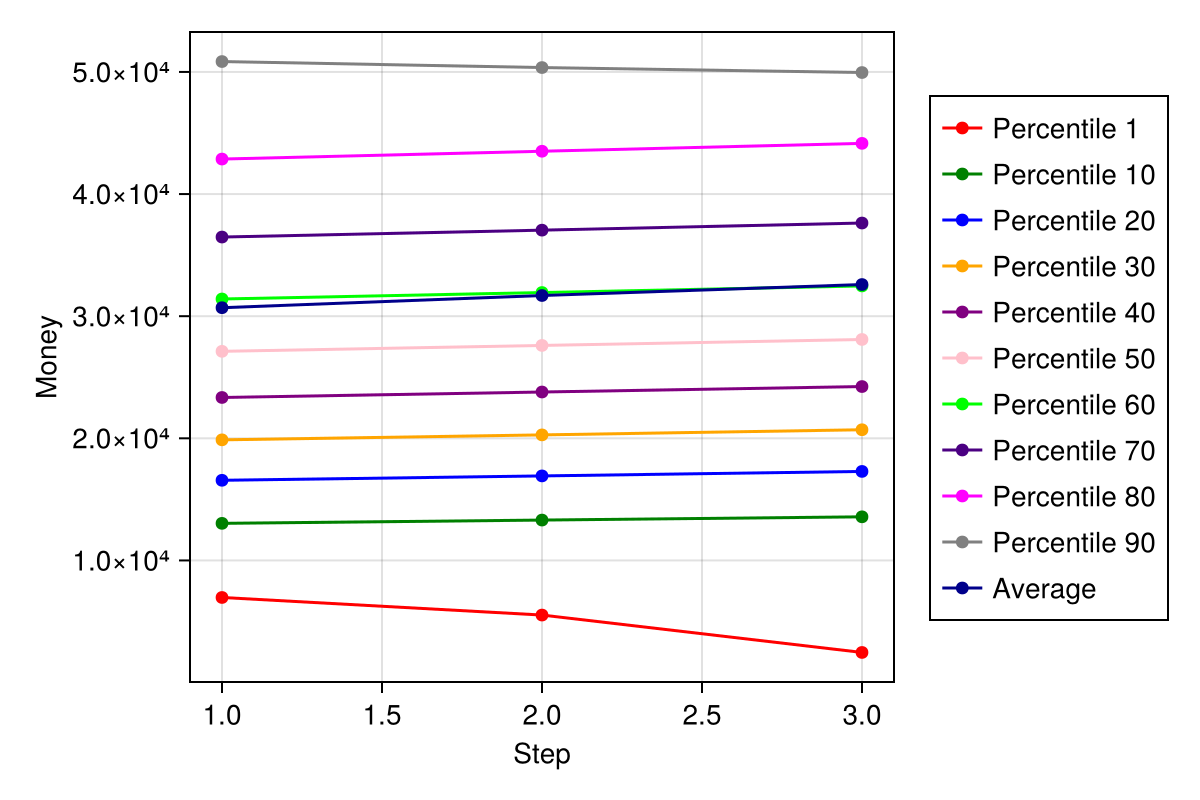 5.0×10⁴
4.0×10⁴
3.0×10⁴
2.0×10⁴
1.0×10⁴
Money
1.0 1.5 2.0 2.5 3.0
Step
Percentile 1
Percentile 10
Percentile 20
Percentile 30
Percentile 40
Percentile 50
Percentile 60
Percentile 70
Percentile 80
Percentile 90
Average